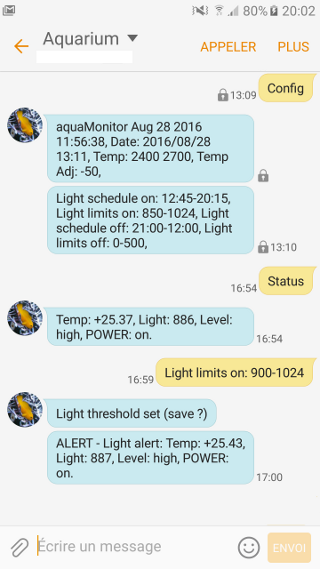 80% 20:02
Aquarium
APPELER PLUS
13:09 Config
aquaMonitor Aug 28 2016
11:56:38, Date: 2016/08/28
13:11, Temp: 2400 2700, Temp
Adj: -50,
Light schedule on: 12:45-20:15,
Light limits on: 850-1024, Light
schedule off: 21:00-12:00, Light
limits off: 0-500,
13:10
16:54 Status
Temp: +25.37, Light: 886, Level:
high, POWER: on.
16:54
16:59 Light limits on: 900-1024
Light threshold set (save ?)
ALERT - Light alert: Temp: +25.43,
Light: 887, Level: high, POWER:
on.
17:00
Écrire un message
ENVOI